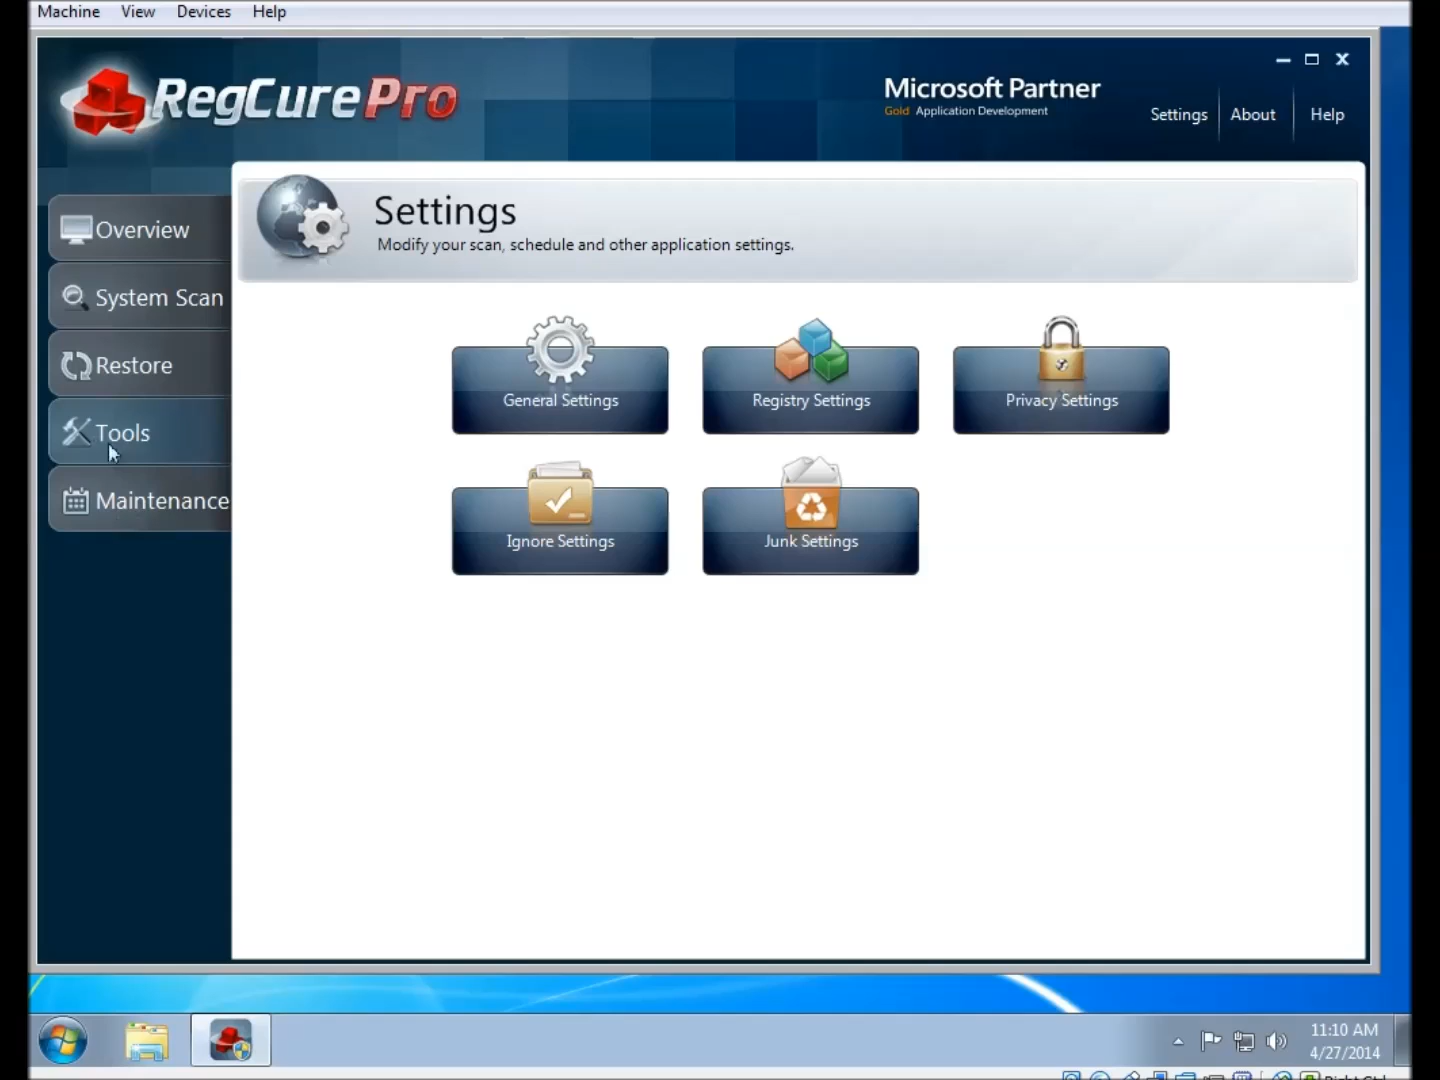 Machine View Devices Help
RegCure Pro
Microsoft Partner
Gold Application Development
Settings About Help
Overview
System Scan
Restore
Tools
Maintenance
Settings
Modify your scan, schedule and other application settings.
General Settings
Registry Settings
Privacy Settings
Ignore Settings
Junk Settings
11:10 AM
4/27/2014
Right Ctrl